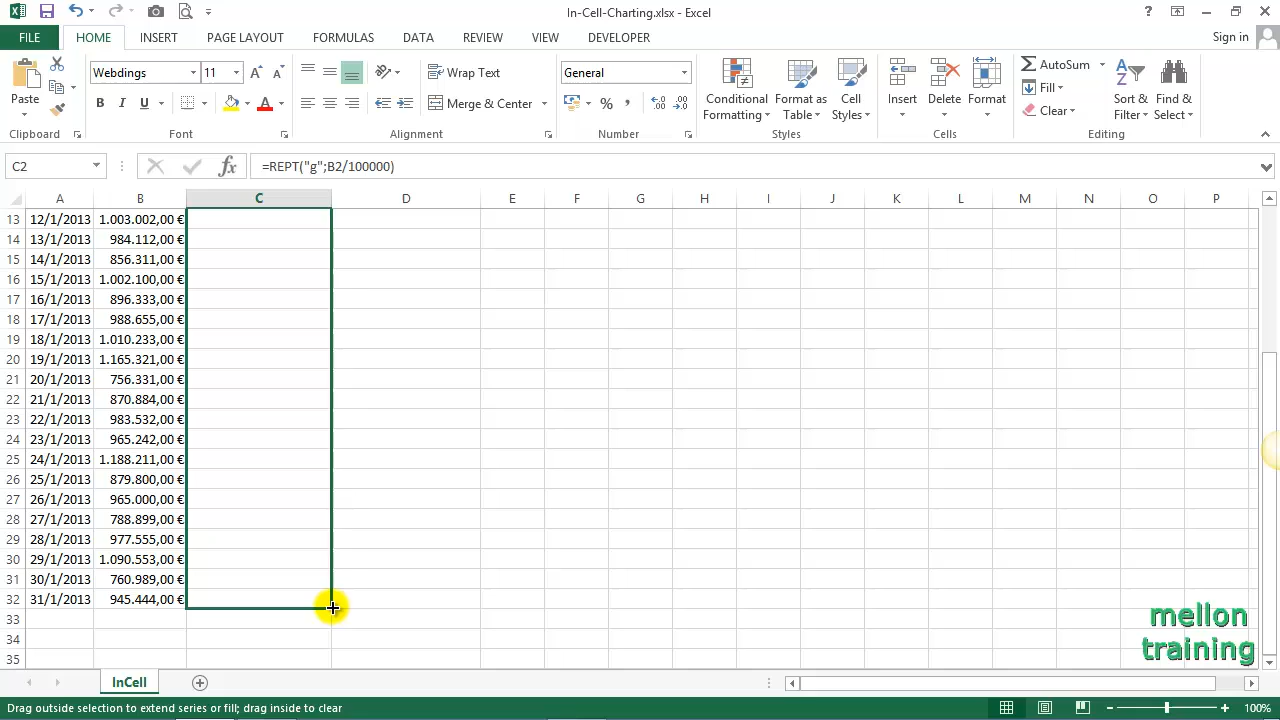 In-Cell-Charting.xlsx - Excel
FILE HOME INSERT PAGE LAYOUT FORMULAS DATA REVIEW VIEW DEVELOPER Sign in
Paste
Clipboard
Webdings 11
B I U A
Font
Wrap Text
Merge & Center
Alignment
General
% ,
Number
Conditional Formatting
Format as Table
Cell Styles
Styles
Insert Delete Format
Cells
AutoSum
Fill
Clear
Sort & Filter
Find & Select
Editing
C2 fx =REPT("g";B2/100000)
A B C D E F G H I J K L M N O P
13 12/1/2013 1.003.002,00 €
14 13/1/2013 984.112,00 €
15 14/1/2013 856.311,00 €
16 15/1/2013 1.002.100,00 €
17 16/1/2013 896.333,00 €
18 17/1/2013 988.655,00 €
19 18/1/2013 1.010.233,00 €
20 19/1/2013 1.165.321,00 €
21 20/1/2013 756.331,00 €
22 21/1/2013 870.884,00 €
23 22/1/2013 983.532,00 €
24 23/1/2013 965.242,00 €
25 24/1/2013 1.188.211,00 €
26 25/1/2013 879.800,00 €
27 26/1/2013 965.000,00 €
28 27/1/2013 788.899,00 €
29 28/1/2013 977.555,00 €
30 29/1/2013 1.090.553,00 €
31 30/1/2013 760.989,00 €
32 31/1/2013 945.444,00 €
33
34
35
mellon
training
InCell
Drag outside selection to extend series or fill; drag inside to clear 100%